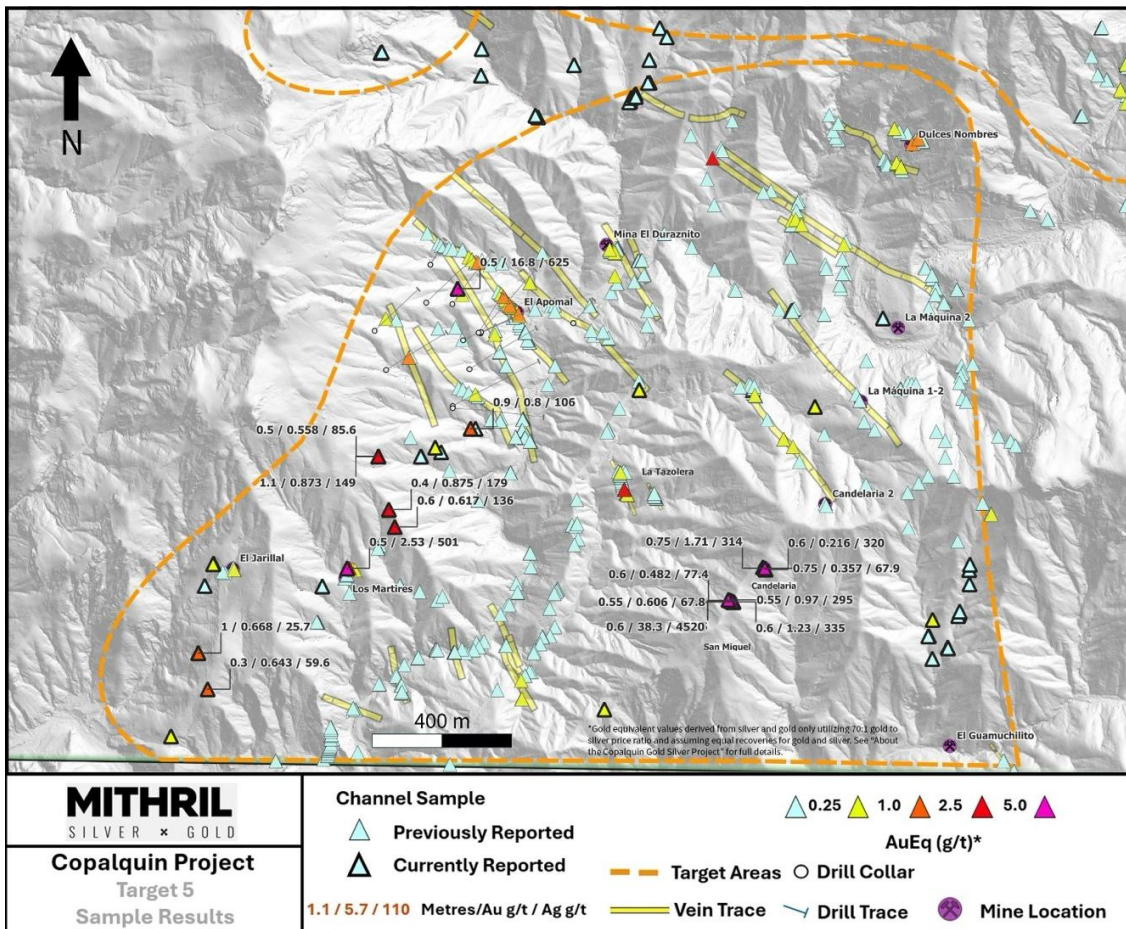 N
Dulces Nombres
Mina El Duraznito
0.5 / 16.8 / 625
El Apomal
La Máquina 2
La Máquina 1-2
0.9 / 0.8 / 106
0.5 / 0.558 / 85.6
1.1 / 0.873 / 149
0.4 / 0.875 / 179
0.6 / 0.617 / 136
La Tazolera
Candelaria 2
0.5 / 2.53 / 501
0.75 / 1.71 / 314
0.6 / 0.216 / 320
0.75 / 0.357 / 67.9
El Jarillal
Los Martires
0.6 / 0.482 / 77.4
Candelaria
0.55 / 0.606 / 67.8
0.55 / 0.97 / 295
0.6 / 38.3 / 4520
0.6 / 1.23 / 335
San Miguel
1 / 0.668 / 25.7
0.3 / 0.643 / 59.6
400 m
*Gold equivalent values derived from silver and gold only utilizing 70:1 gold to
silver price ratio and assuming equal recoveries for gold and silver. See "About
the Copalquin Gold Silver Project" for full details.
El Guamuchilito
MITHRIL
SILVER × GOLD
Copalquin Project
Target 5
Sample Results
Channel Sample
Previously Reported
Currently Reported
1.1 / 5.7 / 110 Metres/Au g/t / Ag g/t
0.25 1.0 2.5 5.0
AuEq (g/t)*
Target Areas
Drill Collar
Vein Trace
Drill Trace
Mine Location